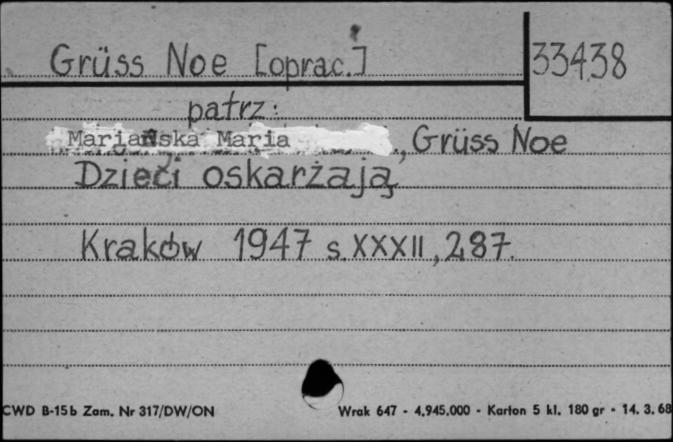 Grüss Noe [oprac.]
33438
patrz:
Mariańska Maria, Grüss Noe
Dzieci oskarżają
Kraków 1947 s. XXXII, 287.
CWD B-15b Zam. Nr 317/DW/ON Wrak 647 - 4.945.000 - Karton 5 kl. 180 gr - 14. 3. 68